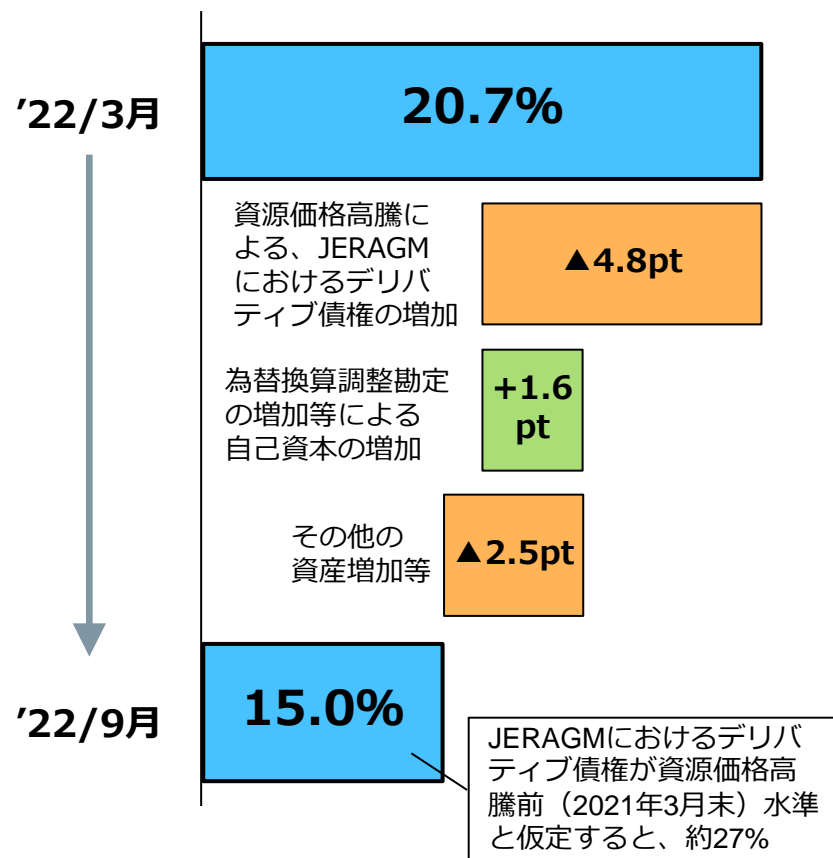 '22/3月
20.7%
資源価格高騰に
よる、JERAGM
におけるデリバ
ティブ債権の増加
▲4.8pt
為替換算調整勘定
の増加等による
自己資本の増加
+1.6
pt
その他の
資産増加等
▲2.5pt
'22/9月
15.0%
JERAGMにおけるデリバ
ティブ債権が資源価格高
騰前（2021年3月末）水準
と仮定すると、約27%